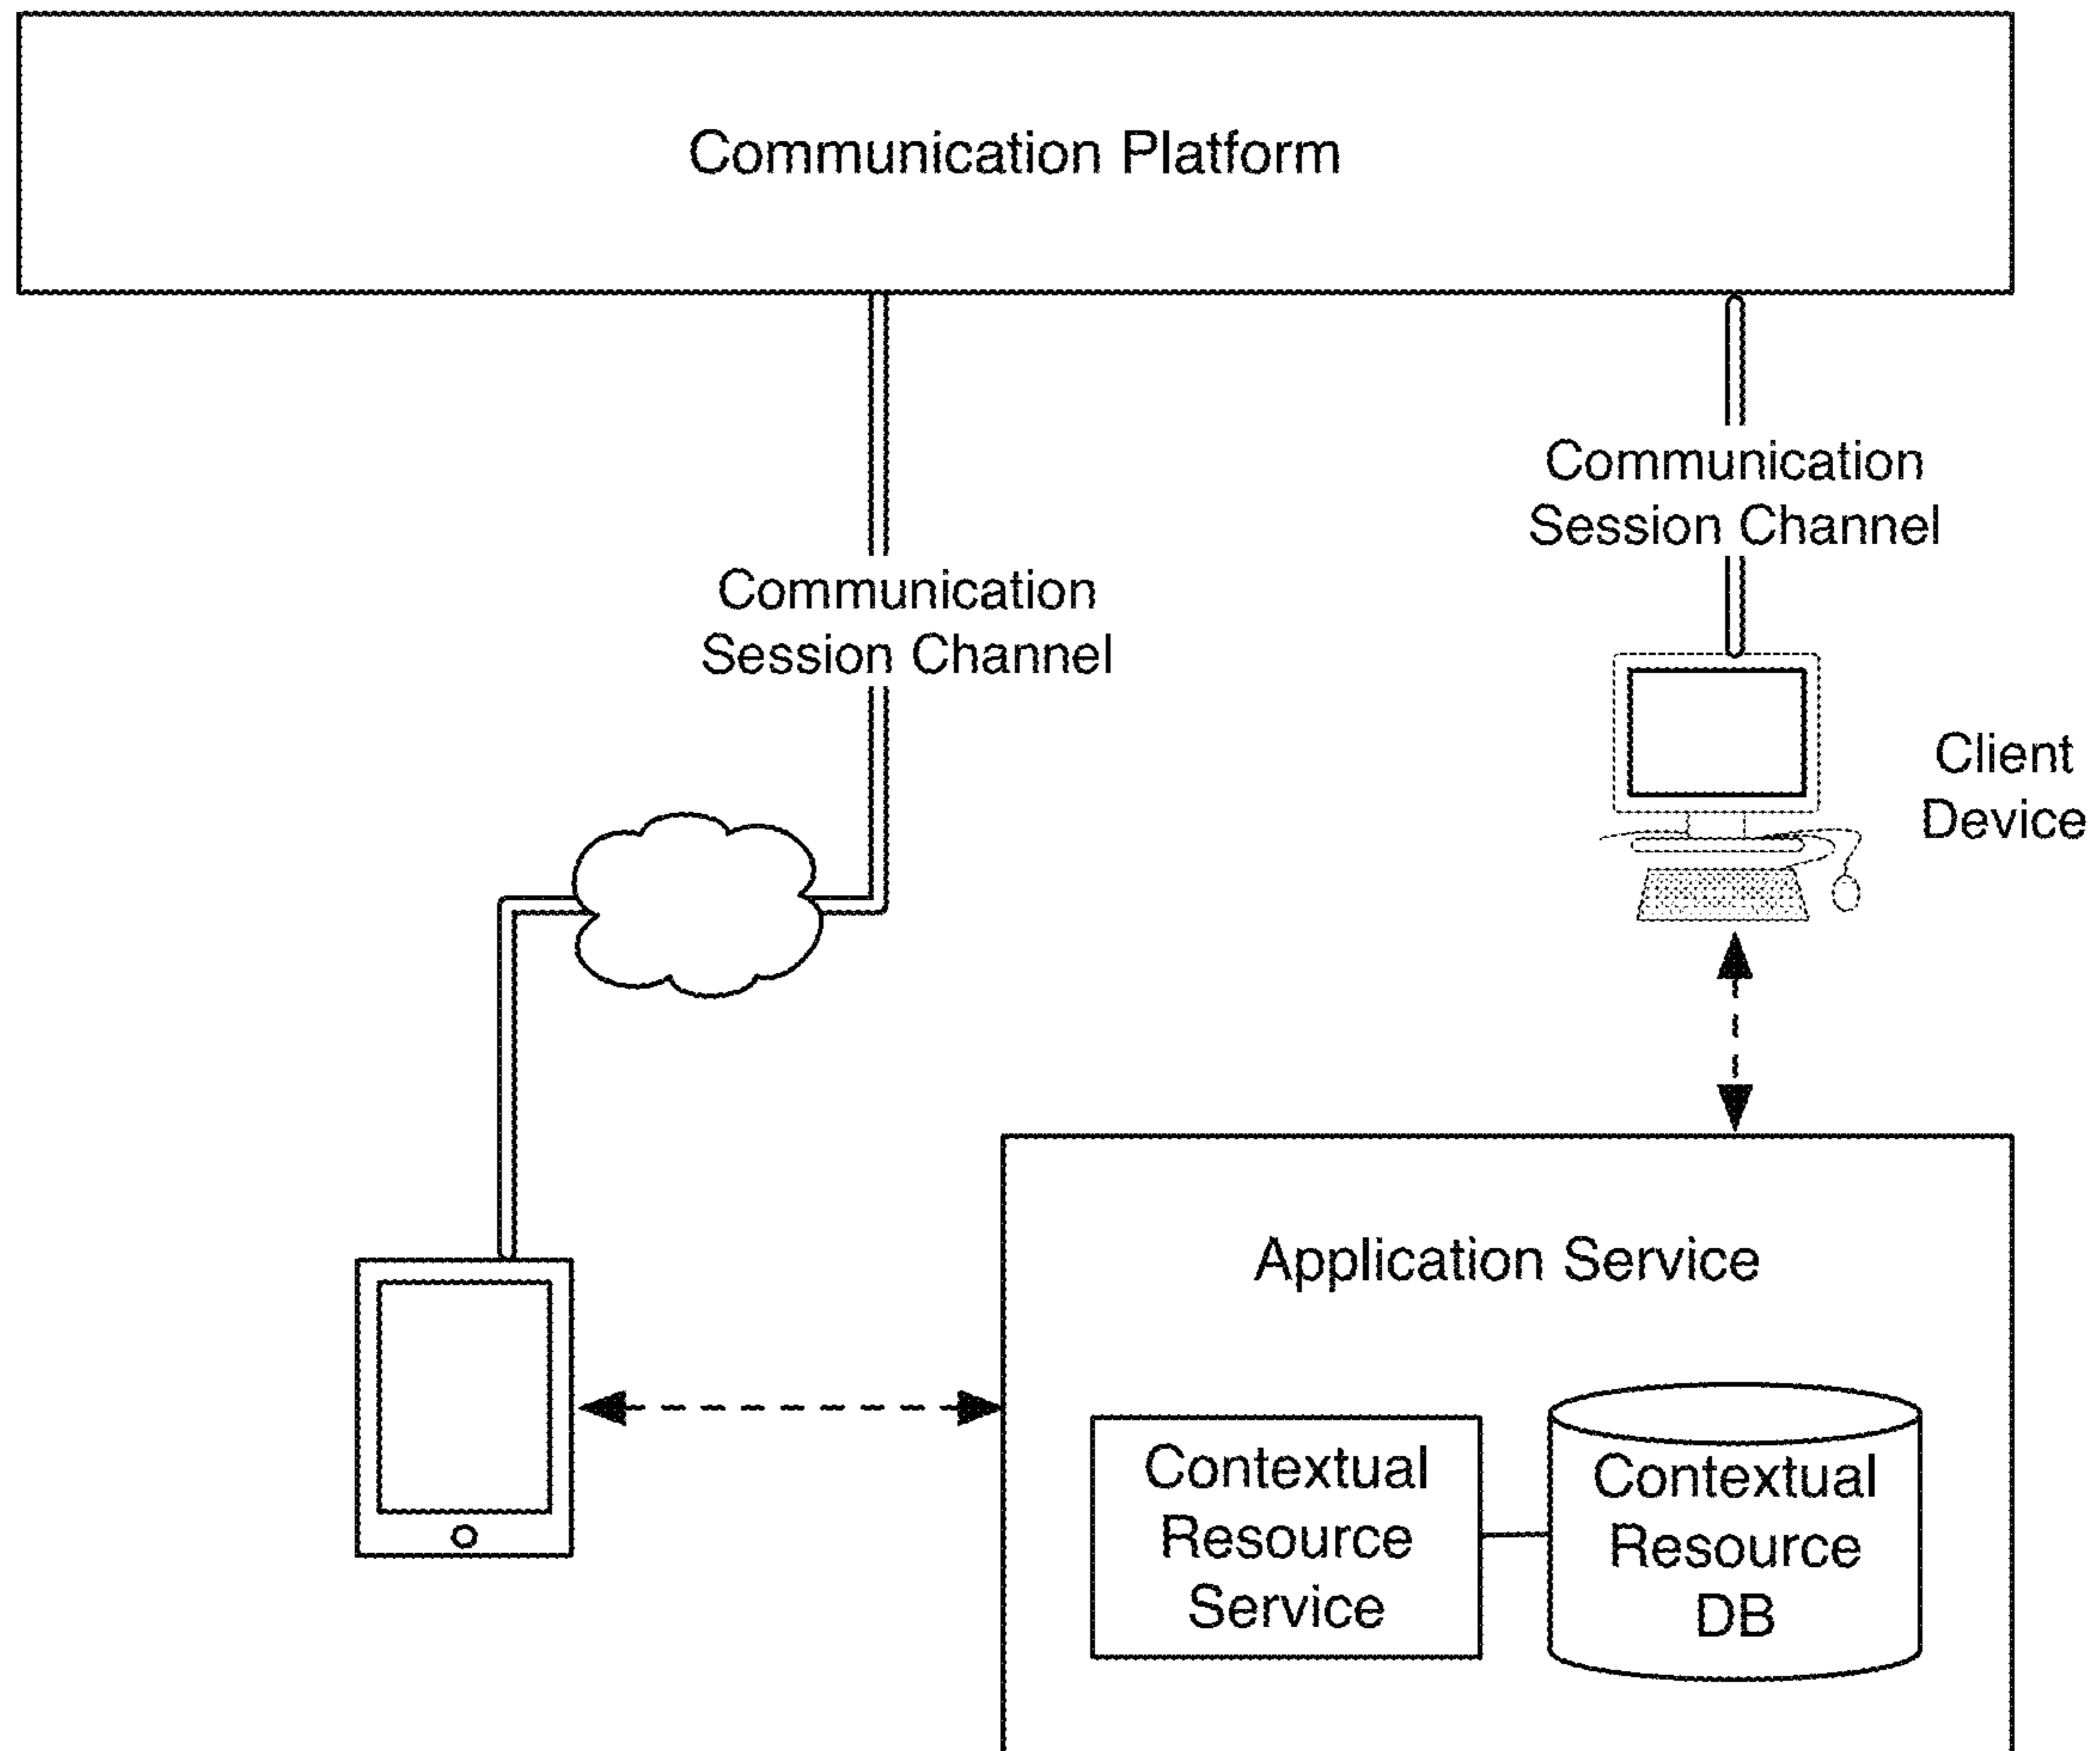 Communication Platform
Communication
Session Channel
Communication
Session Channel
Client
Device
Application Service
Contextual
Resource
Service
Contextual
Resource
DB